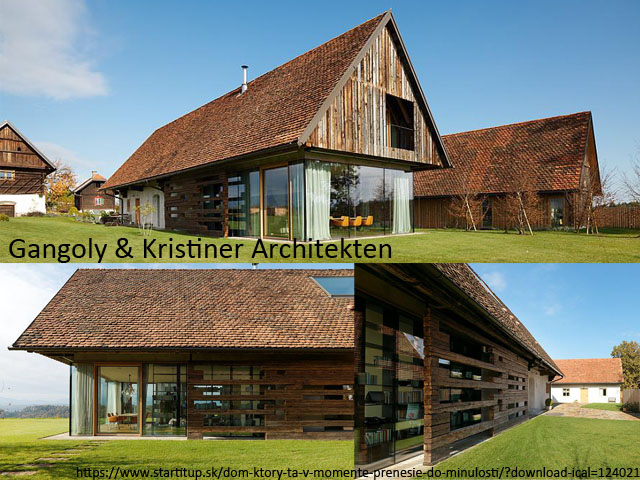 Gangoly & Kristiner Architekten
https://www.startitup.sk/dom-ktory-ta-v-momente-prenesie-do-minulosti/?download-ical=124021